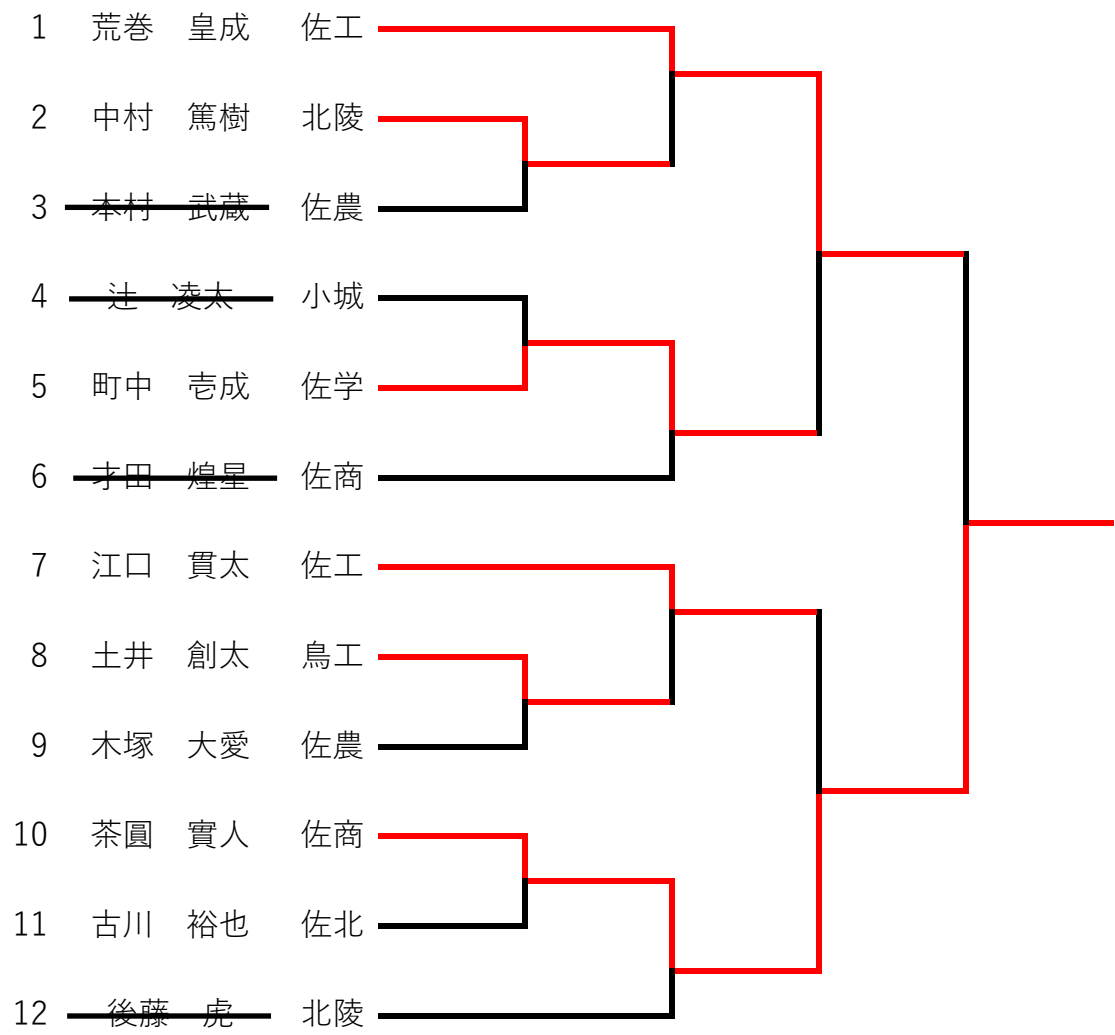 1 荒巻　皇成 佐工
2 中村　篤樹 北陵
3 本村　武蔵 佐農
4 辻　凌太 小城
5 町中　壱成 佐学
6 才田　煌星 佐商
7 江口　貫太 佐工
8 土井　創太 鳥工
9 木塚　大愛 佐農
10 茶圓　實人 佐商
11 古川　裕也 佐北
12 後藤　虎 北陵